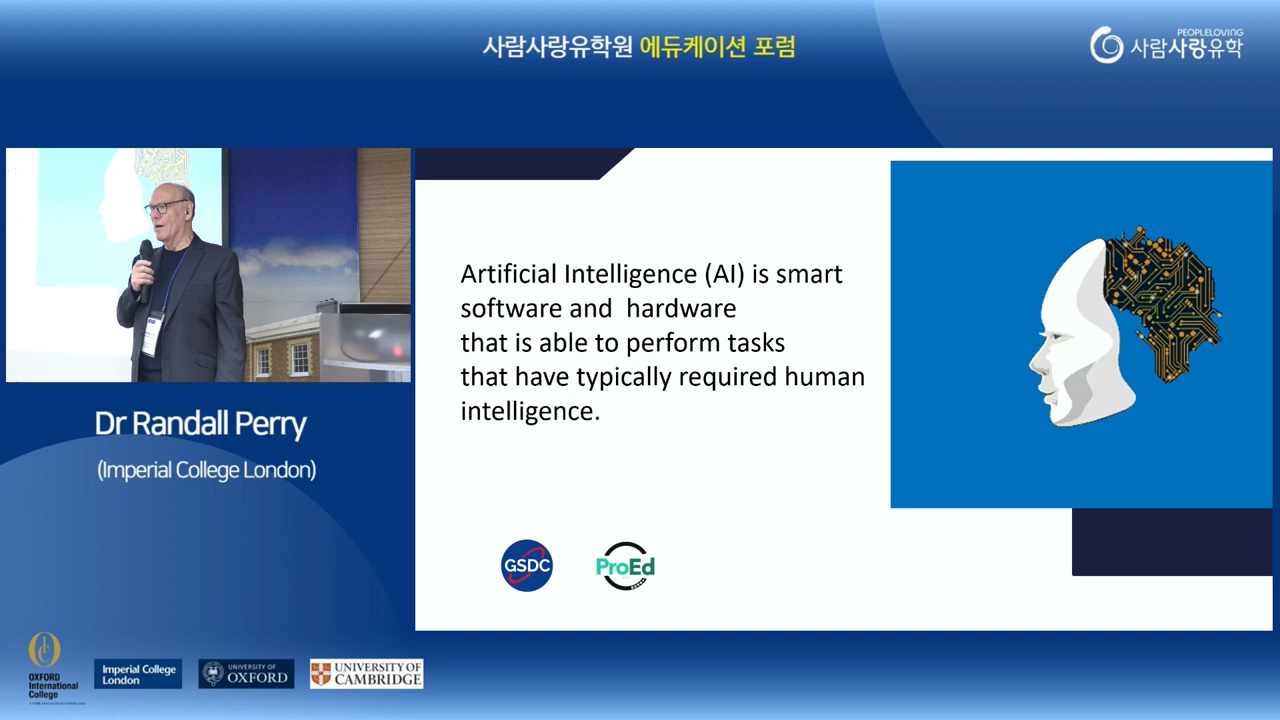 사람사랑유학원 에듀케이션 포럼
PEOPLELOVING
사람사랑유학
Artificial Intelligence (AI) is smart
software and hardware
that is able to perform tasks
that have typically required human
intelligence.
GSDC
ProEd
Dr Randall Perry
(Imperial College London)
OXFORD
International
College
Imperial College
London
UNIVERSITY OF
OXFORD
UNIVERSITY OF
CAMBRIDGE